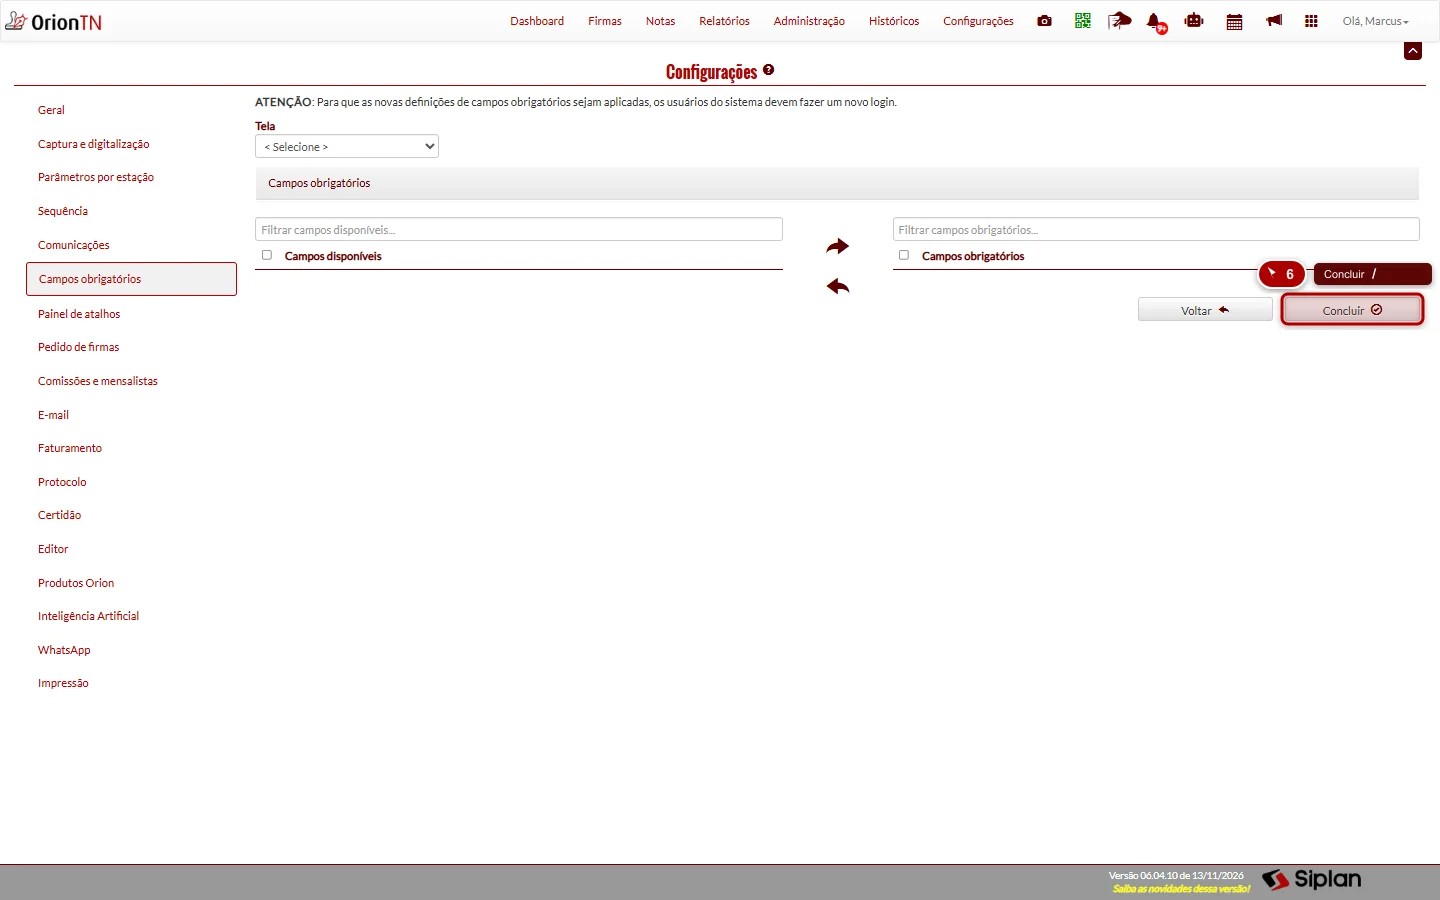 OrionTN
Dashboard
Firmas
Notas
Relatórios
Administração
Históricos
Configurações
9+
Olá, Marcus
Configurações
Geral
Captura e digitalização
Parâmetros por estação
Sequência
Comunicações
Campos obrigatórios
Painel de atalhos
Pedido de firmas
Comissões e mensalistas
E-mail
Faturamento
Protocolo
Certidão
Editor
Produtos Orion
Inteligência Artificial
WhatsApp
Impressão
ATENÇÃO: Para que as novas definições de campos obrigatórios sejam aplicadas, os usuários do sistema devem fazer um novo login.
Tela
< Selecione >
Campos obrigatórios
Filtrar campos disponíveis...
Campos disponíveis
Filtrar campos obrigatórios...
Campos obrigatórios
6
Concluir /
Voltar
Concluir
Versão 06.04.10 de 13/11/2026
Saiba as novidades dessa versão!
Siplan